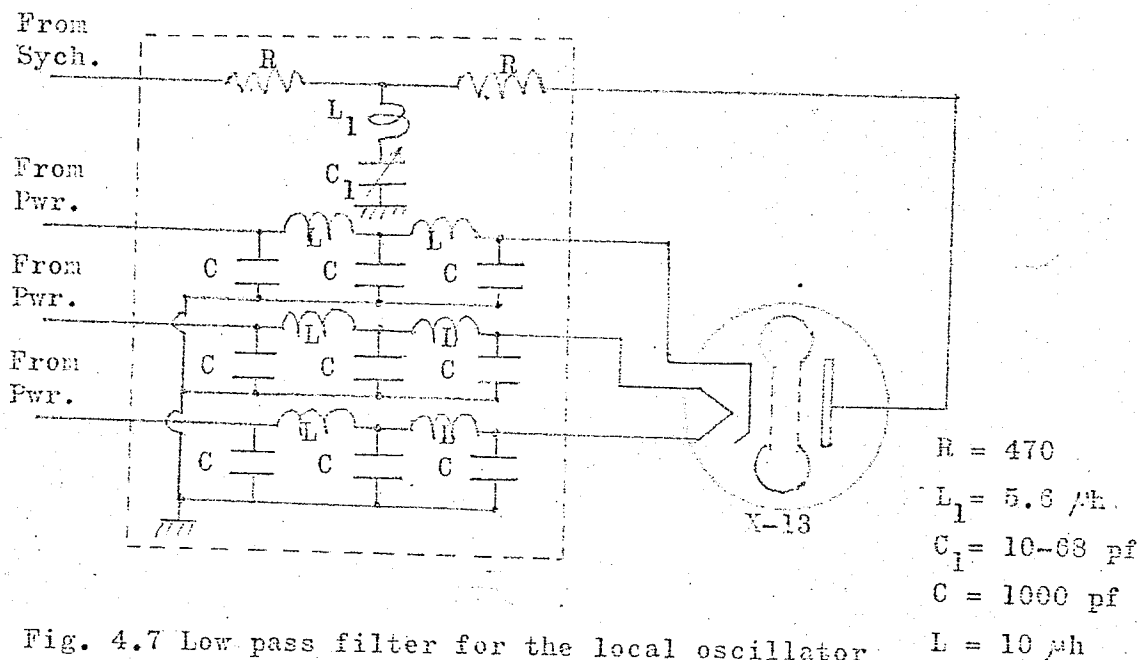 From
Sych.
R
R
L1
C1
From
Pwr.
L
L
C
C
C
From
Pwr.
L
L
C
C
C
From
Pwr.
L
L
C
C
C
X-13
R = 470
L1 = 5.6 μh.
C1 = 10-68 pf
C = 1000 pf
L = 10 μh
Fig. 4.7 Low pass filter for the local oscillator